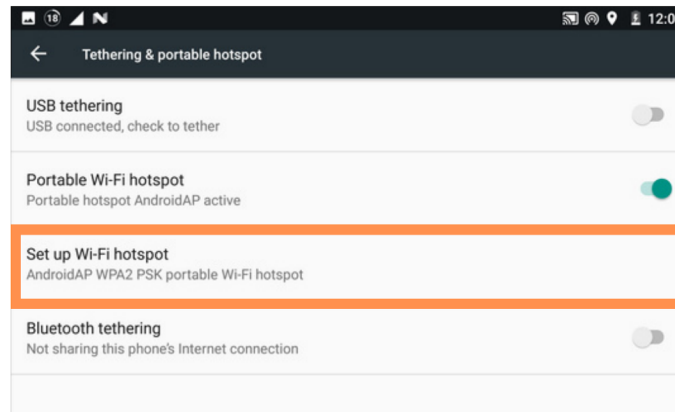 18 N 12:0
Tethering & portable hotspot
USB tethering
USB connected, check to tether
Portable Wi-Fi hotspot
Portable hotspot AndroidAP active
Set up Wi-Fi hotspot
AndroidAP WPA2 PSK portable Wi-Fi hotspot
Bluetooth tethering
Not sharing this phone's Internet connection